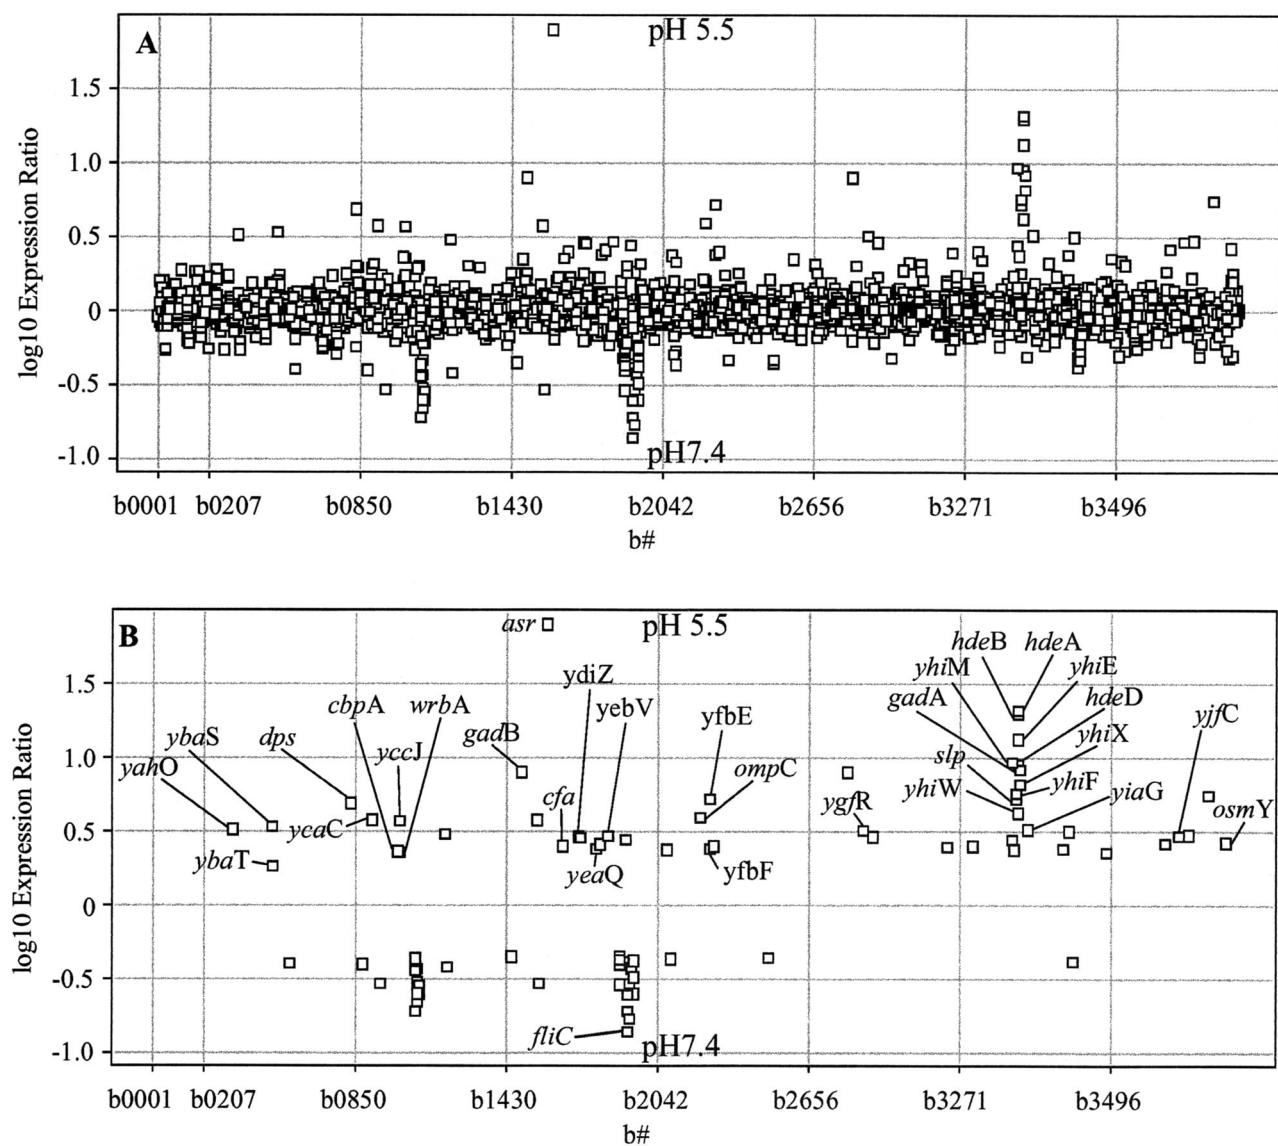 A
pH 5.5
1.5
1.0
0.5
0
-0.5
-1.0
log10 Expression Ratio
pH7.4
b0001 b0207 b0850 b1430 b2042 b2656 b3271 b3496
b#
B
asr
pH 5.5
hdeB hdeA
yhiM yhiE
ydiZ
gadA hdeD
cbpA wrbA
yebV
yfbE
yjfC
ybaS dps
gadB
yhiX
yahO
yccJ
ompC
slp
yhiF
ycaC
cfa
ygfR
yhiW
yiaG
osmY
ybaT
yeaQ
yfbF
fliC
pH7.4
1.5
1.0
0.5
0
-0.5
-1.0
log10 Expression Ratio
b0001 b0207 b0850 b1430 b2042 b2656 b3271 b3496
b#